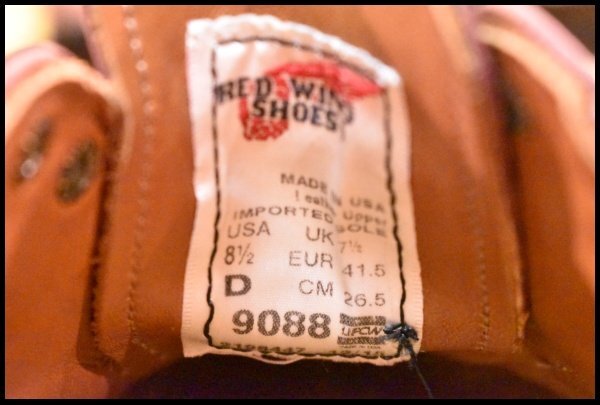 RED WING
SHOES
MADE IN USA
Leather Upper
IMPORTED SOLE
USA UK 7½
8½ EUR 41.5
D CM 26.5
9088 UFCW